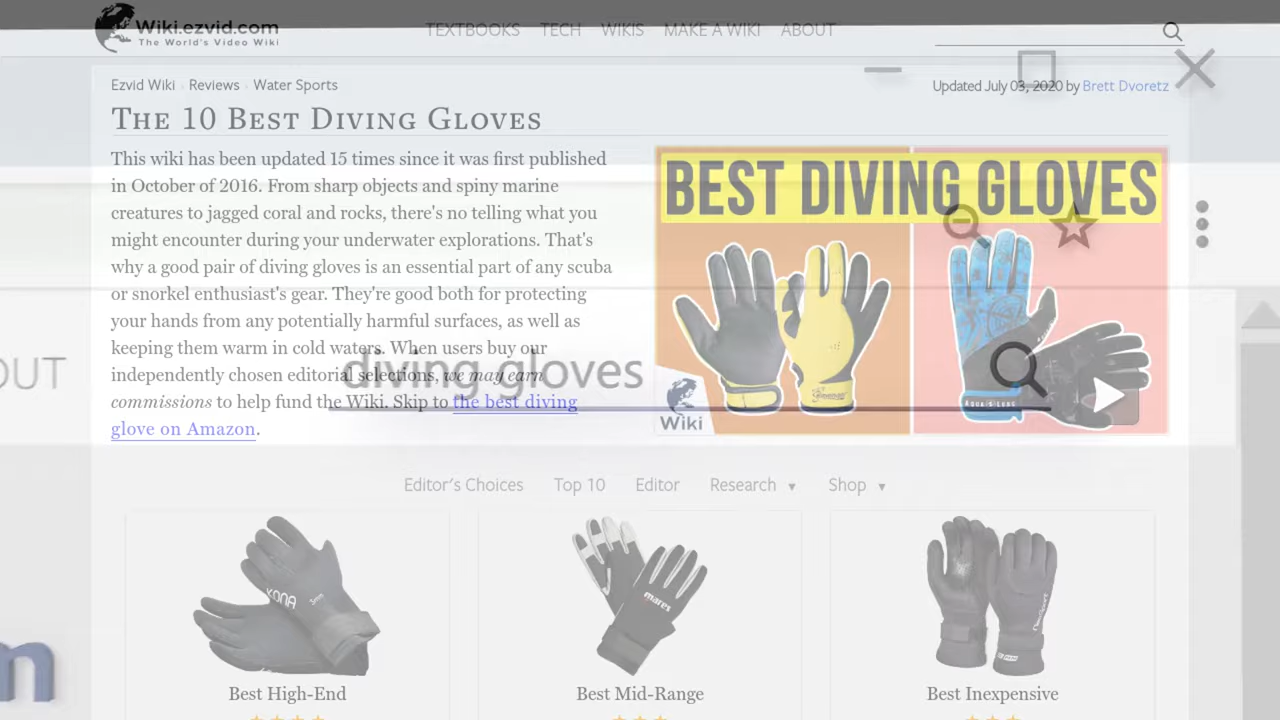 Wiki.ezvid.com
The World's Video Wiki
TEXTBOOKS TECH WIKIS MAKE A WIKI ABOUT
Ezvid Wiki Reviews Water Sports
Updated July 03, 2020 by Brett Dvoretz
The 10 Best Diving Gloves
This wiki has been updated 15 times since it was first published
in October of 2016. From sharp objects and spiny marine
creatures to jagged coral and rocks, there's no telling what you
might encounter during your underwater explorations. That's
why a good pair of diving gloves is an essential part of any scuba
or snorkel enthusiast's gear. They're good both for protecting
your hands from any potentially harmful surfaces, as well as
keeping them warm in cold waters. When users buy our
independently chosen editorial selections, we may earn
commissions to help fund the Wiki. Skip to the best diving
glove on Amazon.
BEST DIVING GLOVES
AQUA LUNG
Wiki
OUT
diving gloves
Editor's Choices Top 10 Editor Research ▼ Shop ▼
KONA
mares
Best High-End
Best Mid-Range
Best Inexpensive
m